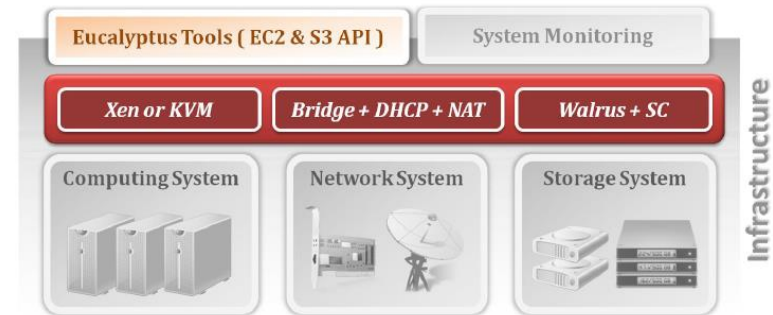 Eucalyptus Tools ( EC2 & S3 API )
System Monitoring
Xen or KVM
Bridge + DHCP + NAT
Walrus + SC
Computing System
Network System
Storage System
Infrastructure